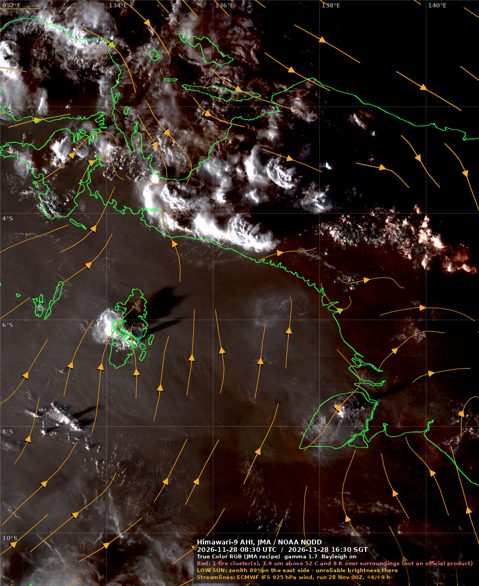 032°E 134°E 136°E 138°E 140°E
4°S
6°S
8°S
10°S
Himawari-9 AHI, JMA / NOAA NODD
2026-11-28 08:30 UTC / 2026-11-28 16:30 SGT
True Color RGB (JMA recipe) gamma 1.7 Rayleigh on
Red: 1 fire cluster(s), 3.9 um above 52 C and 8 K over surroundings (not an official product)
LOW SUN: zenith 89° on the east side - unreliable brightness there
Streamlines: ECMWF IFS 925 hPa wind, run 28 Nov 00Z, +6/+9 h